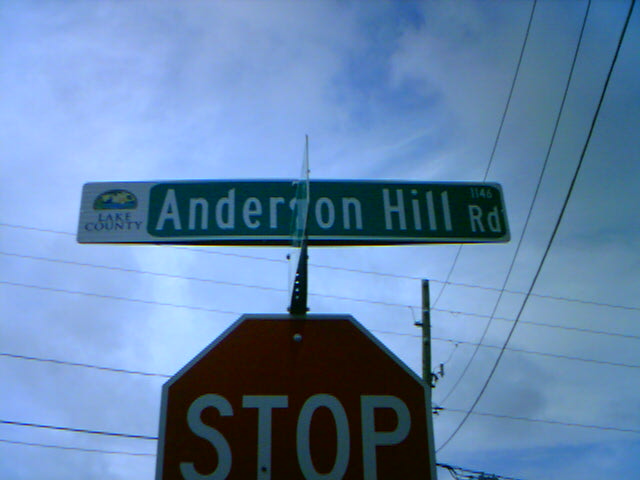 LAKE
COUNTY
Anderson Hill Rd
1146
STOP